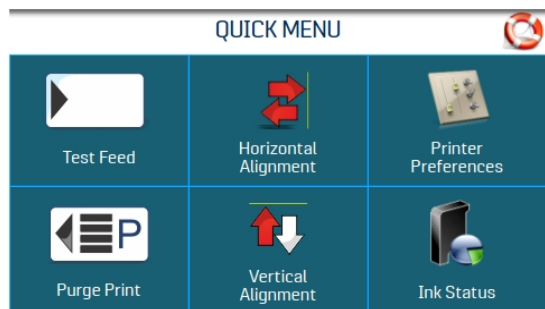 QUICK MENU
Test Feed
Horizontal
Alignment
Printer
Preferences
P
Purge Print
Vertical
Alignment
Ink Status